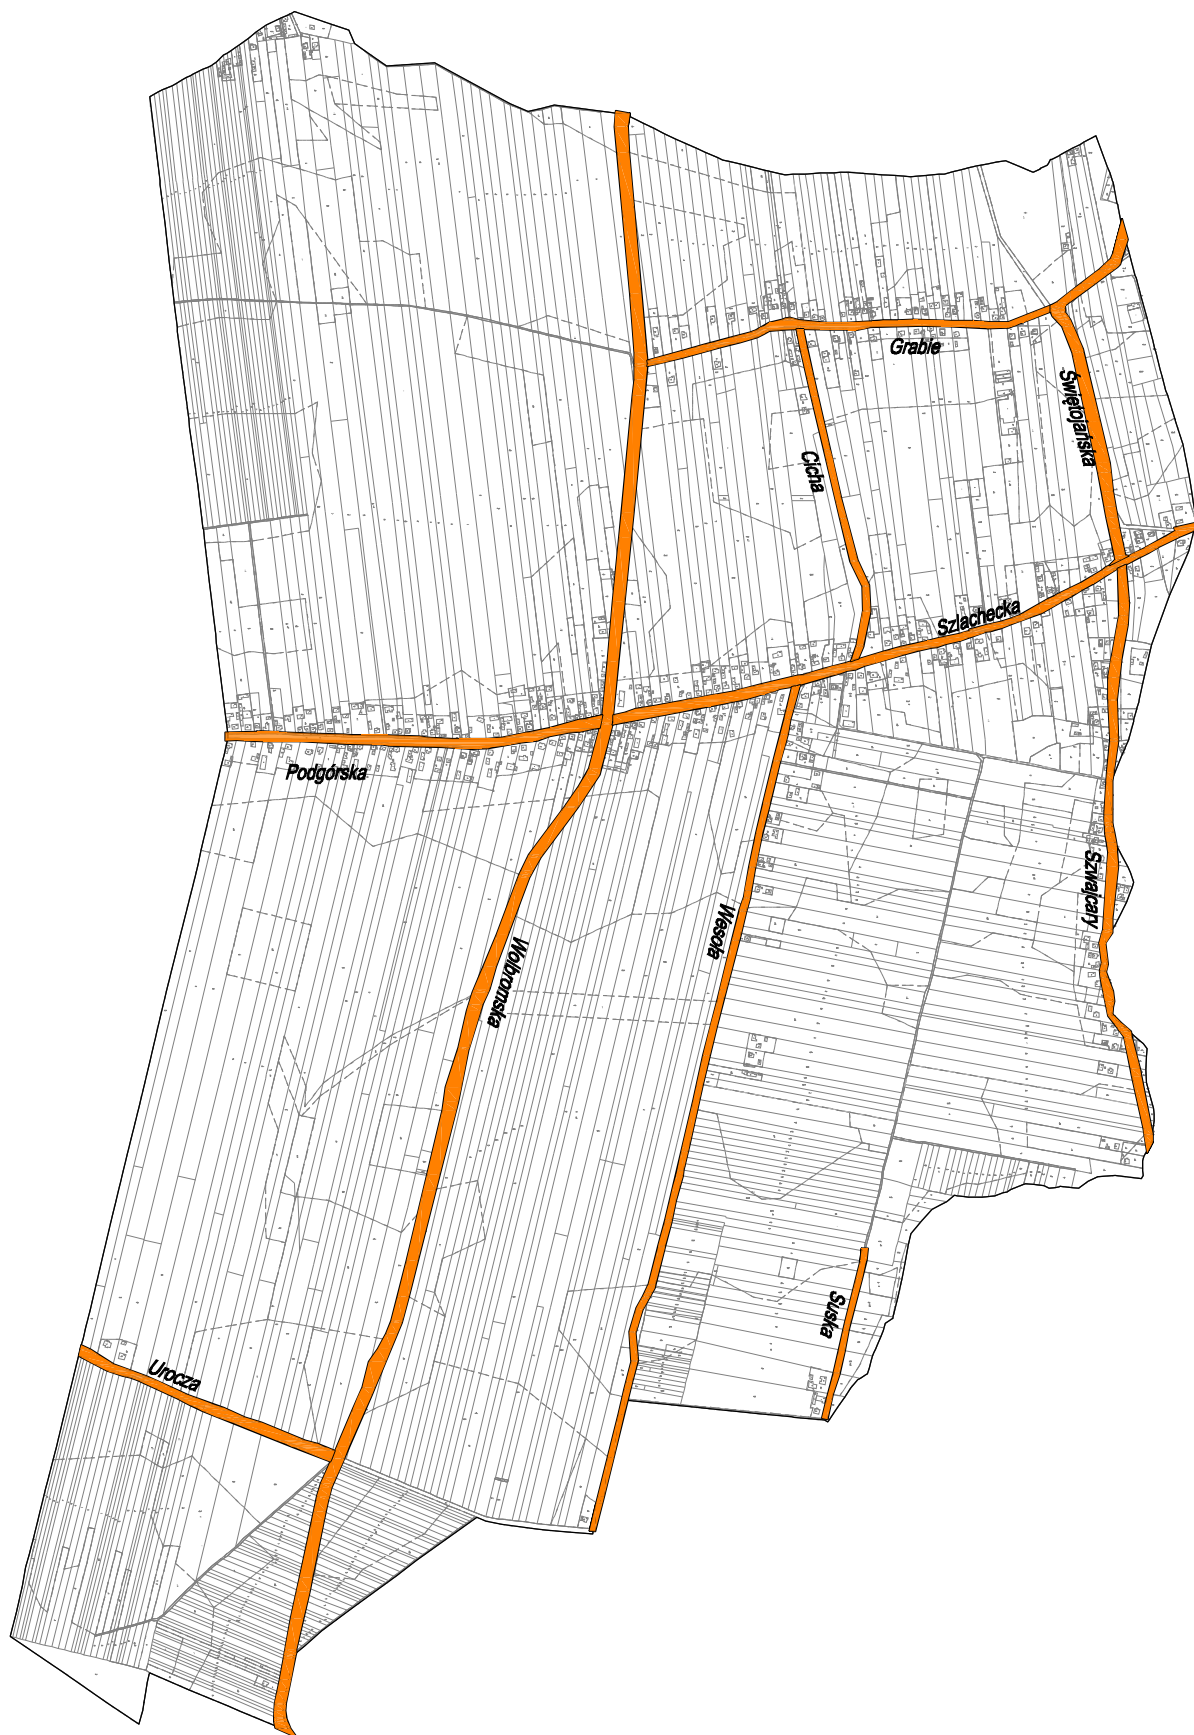 Grabie
Świętojańska
Cicha
Szlachecka
Podgórska
Szwajcary
Wesoła
Wolbromska
Suska
Urocza